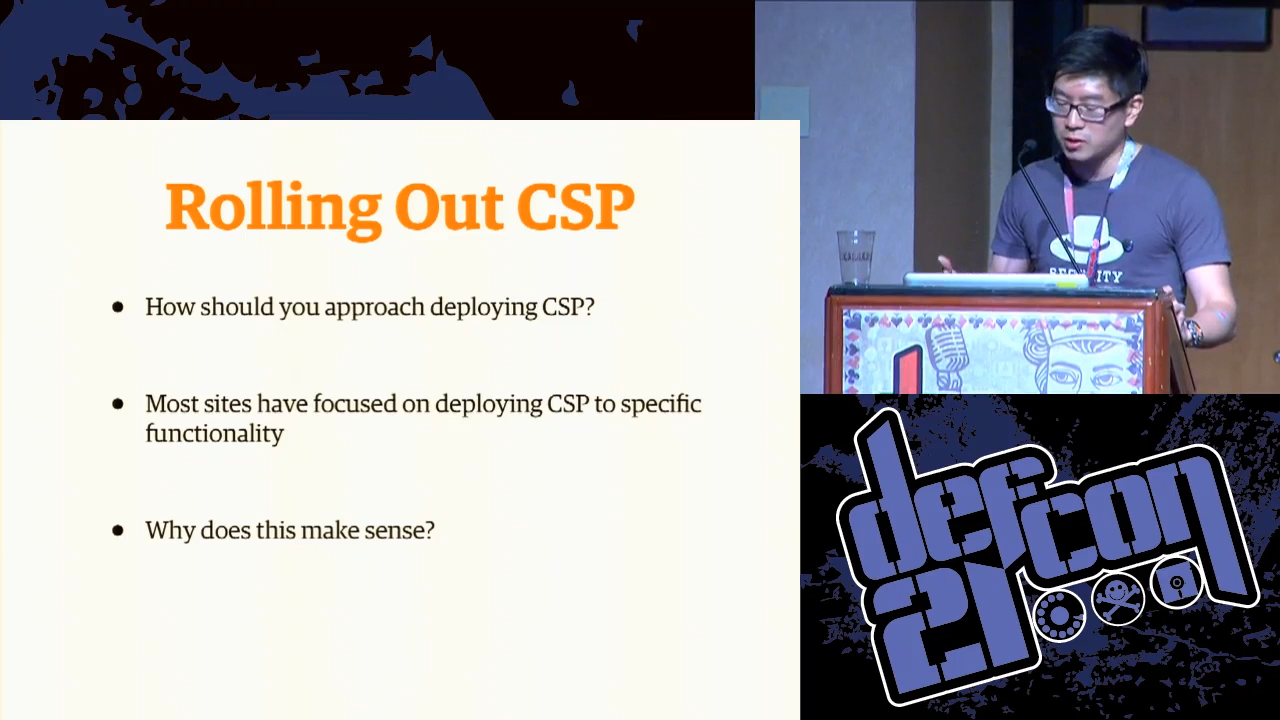 Rolling Out CSP
• How should you approach deploying CSP?
• Most sites have focused on deploying CSP to specific
functionality
• Why does this make sense?
SECURITY
defcon
21